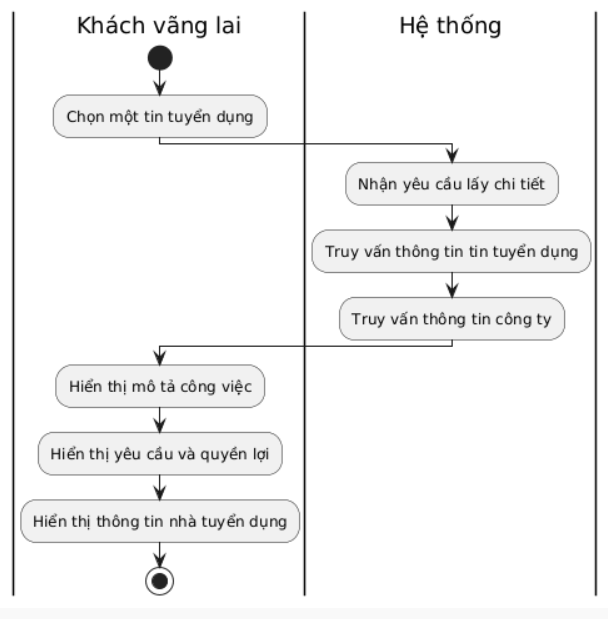 Khách vãng lai
Hệ thống
Chọn một tin tuyển dụng
Nhận yêu cầu lấy chi tiết
Truy vấn thông tin tin tuyển dụng
Truy vấn thông tin công ty
Hiển thị mô tả công việc
Hiển thị yêu cầu và quyền lợi
Hiển thị thông tin nhà tuyển dụng